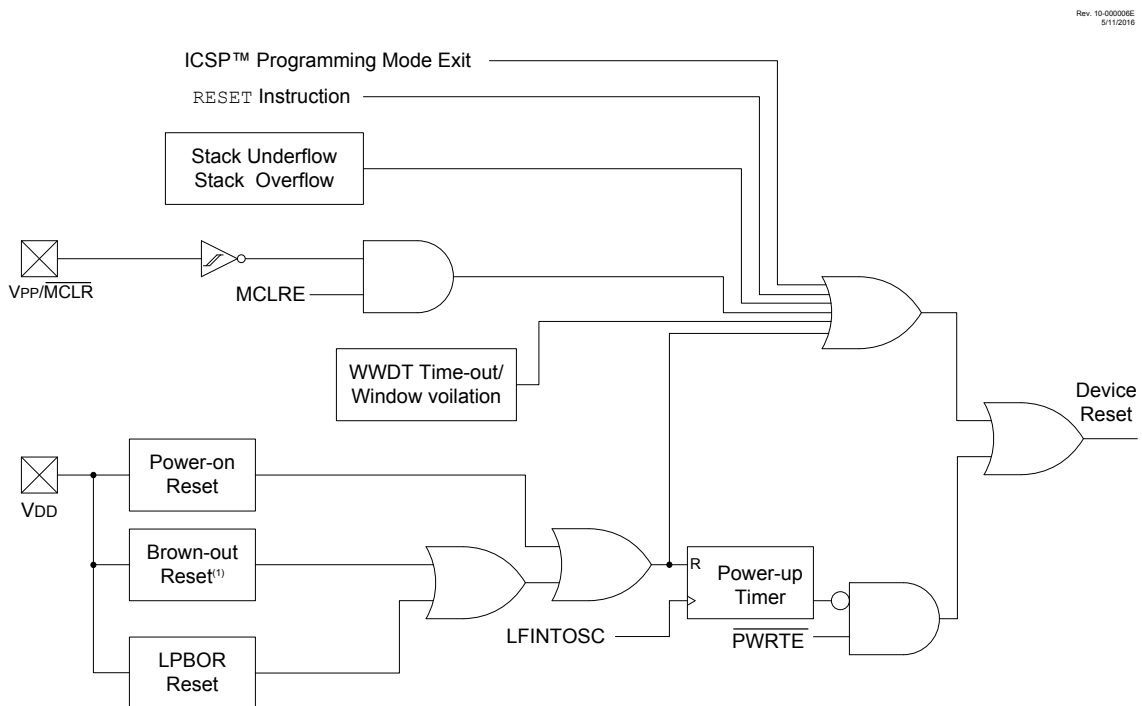 Rev. 10-000006E
5/11/2016
ICSP™ Programming Mode Exit
RESET Instruction
Stack Underflow
Stack Overflow
VPP/MCLR
MCLRE
WWDT Time-out/
Window voilation
Device
Reset
VDD
Power-on
Reset
Brown-out
Reset(1)
LPBOR
Reset
R
Power-up
Timer
LFINTOSC
PWRTE